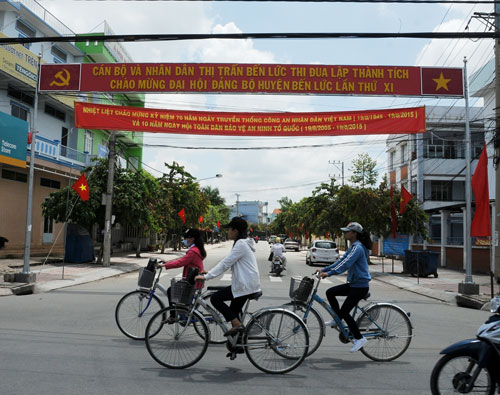 CÁN BỘ VÀ NHÂN DÂN THỊ TRẤN BẾN LỨC THI ĐUA LẬP THÀNH TÍCH
CHÀO MỪNG ĐẠI HỘI ĐẢNG BỘ HUYỆN BẾN LỨC LẦN THỨ XI
NHIỆT LIỆT CHÀO MỪNG KỶ NIỆM 70 NĂM NGÀY TRUYỀN THỐNG CÔNG AN NHÂN DÂN VIỆT NAM (19/8/1945 - 19/8/2015)
VÀ 10 NĂM NGÀY HỘI TOÀN DÂN BẢO VỆ AN NINH TỔ QUỐC (19/8/2005 - 19/8/2015)
Telecom
Store